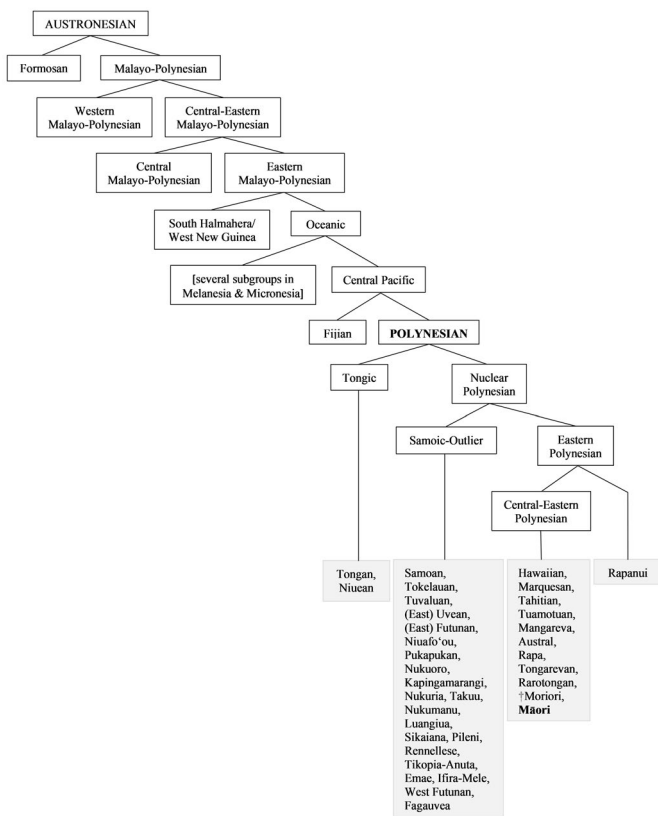 AUSTRONESIAN
Formosan
Malayo-Polynesian
Western
Malayo-Polynesian
Central-Eastern
Malayo-Polynesian
Central
Malayo-Polynesian
Eastern
Malayo-Polynesian
South Halmahera/
West New Guinea
Oceanic
[several subgroups in
Melanesia & Micronesia]
Central Pacific
Fijian
POLYNESIAN
Tongic
Nuclear
Polynesian
Samoic-Outlier
Eastern
Polynesian
Central-Eastern
Polynesian
Tongan,
Niuean
Samoan,
Tokelauan,
Tuvaluan,
(East) Uvean,
(East) Futunan,
Niuafo‘ou,
Pukapukan,
Nukuoro,
Kapingamarangi,
Nukuria, Takuu,
Nukumanu,
Luangiua,
Sikaiana, Pileni,
Rennellese,
Tikopia-Anuta,
Emae, Ifira-Mele,
West Futunan,
Fagauvea
Hawaiian,
Marquesan,
Tahitian,
Tuamotuan,
Mangareva,
Austral,
Rapa,
Tongarevan,
Rarotongan,
†Moriori,
Māori
Rapanui